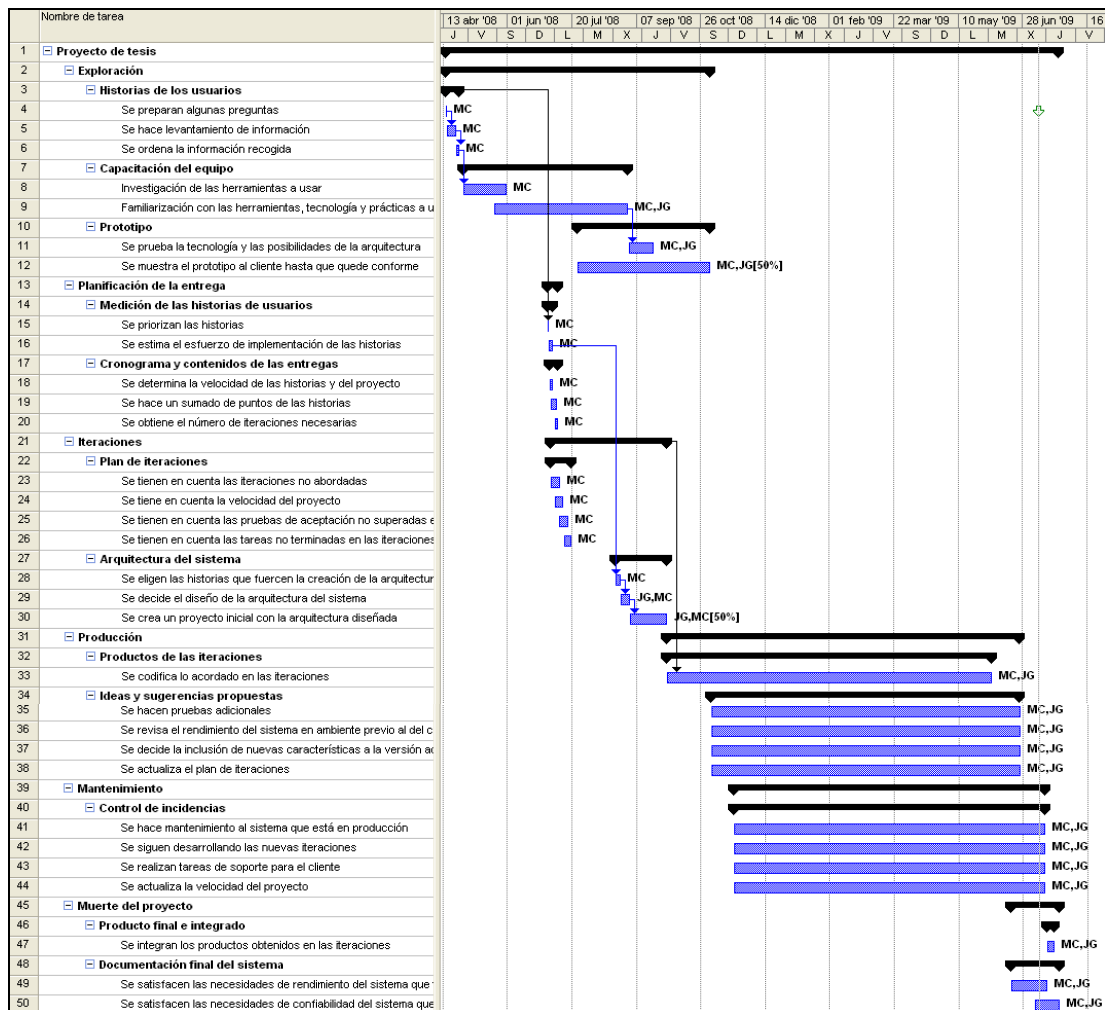 Nombre de tarea
13 abr '08 01 jun '08 20 jul '08 07 sep '08 26 oct '08 14 dic '08 01 feb '09 22 mar '09 10 may '09 28 jun '09 16
J V S D L M X J V S D L M X J V S D L M X J V
1 Proyecto de tesis
2 Exploración
3 Historias de los usuarios
4 Se preparan algunas preguntas MC
5 Se hace levantamiento de información MC
6 Se ordena la información recogida MC
7 Capacitación del equipo
8 Investigación de las herramientas a usar MC
9 Familiarización con las herramientas, tecnología y prácticas a u MC,JG
10 Prototipo
11 Se prueba la tecnología y las posibilidades de la arquitectura MC,JG
12 Se muestra el prototipo al cliente hasta que quede conforme MC,JG[50%]
13 Planificación de la entrega
14 Medición de las historias de usuarios
15 Se priorizan las historias MC
16 Se estima el esfuerzo de implementación de las historias MC
17 Cronograma y contenidos de las entregas
18 Se determina la velocidad de las historias y del proyecto MC
19 Se hace un sumado de puntos de las historias MC
20 Se obtiene el número de iteraciones necesarias MC
21 Iteraciones
22 Plan de iteraciones
23 Se tienen en cuenta las iteraciones no abordadas MC
24 Se tiene en cuenta la velocidad del proyecto MC
25 Se tienen en cuenta las pruebas de aceptación no superadas e MC
26 Se tienen en cuenta las tareas no terminadas en las iteraciones MC
27 Arquitectura del sistema
28 Se eligen las historias que fuercen la creación de la arquitectur MC
29 Se decide el diseño de la arquitectura del sistema JG,MC
30 Se crea un proyecto inicial con la arquitectura diseñada JG,MC[50%]
31 Producción
32 Productos de las iteraciones
33 Se codifica lo acordado en las iteraciones MC,JG
34 Ideas y sugerencias propuestas
35 Se hacen pruebas adicionales MC,JG
36 Se revisa el rendimiento del sistema en ambiente previo al del c MC,JG
37 Se decide la inclusión de nuevas características a la versión ac MC,JG
38 Se actualiza el plan de iteraciones MC,JG
39 Mantenimiento
40 Control de incidencias
41 Se hace mantenimiento al sistema que está en producción MC,JG
42 Se siguen desarrollando las nuevas iteraciones MC,JG
43 Se realizan tareas de soporte para el cliente MC,JG
44 Se actualiza la velocidad del proyecto MC,JG
45 Muerte del proyecto
46 Producto final e integrado
47 Se integran los productos obtenidos en las iteraciones MC,JG
48 Documentación final del sistema
49 Se satisfacen las necesidades de rendimiento del sistema que MC,JG
50 Se satisfacen las necesidades de confiabilidad del sistema que MC,JG